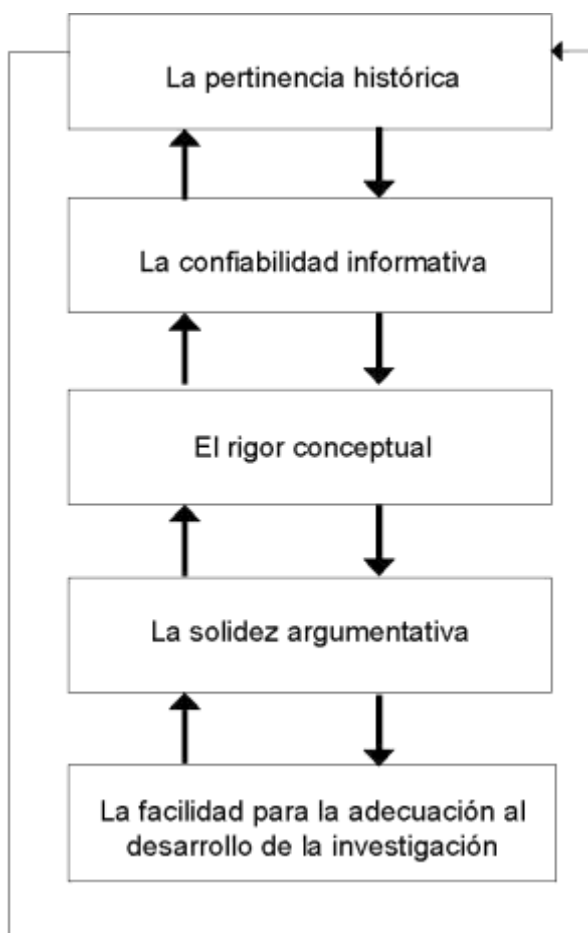 La pertinencia histórica
La confiabilidad informativa
El rigor conceptual
La solidez argumentativa
La facilidad para la adecuación al
desarrollo de la investigación